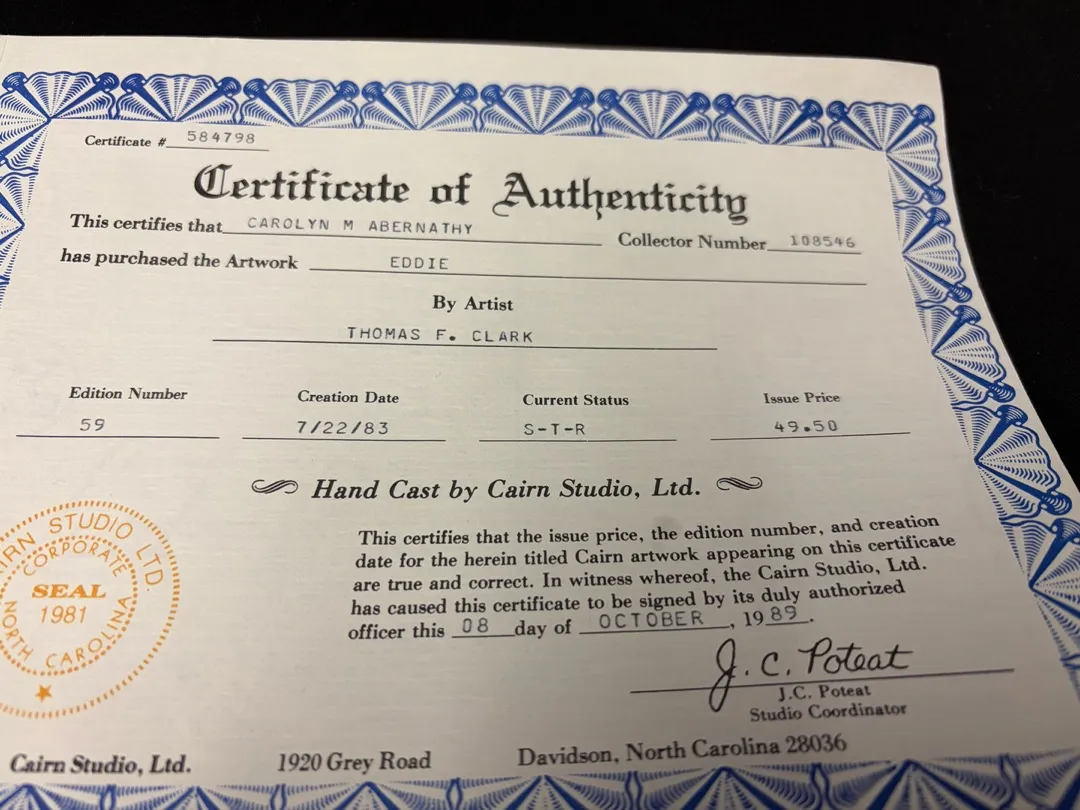 Certificate # 584798
Certificate of Authenticity
This certifies that CAROLYN M ABERNATHY Collector Number 108546
has purchased the Artwork EDDIE
By Artist
THOMAS F. CLARK
Edition Number Creation Date Current Status Issue Price
59 7/22/83 S-T-R 49.50
Hand Cast by Cairn Studio, Ltd.
This certifies that the issue price, the edition number, and creation
date for the herein titled Cairn artwork appearing on this certificate
are true and correct. In witness whereof, the Cairn Studio, Ltd.
has caused this certificate to be signed by its duly authorized
officer this 08 day of OCTOBER, 1989.
J.C. Poteat
J.C. Poteat
Studio Coordinator
AIRN STUDIO LTD.
CORPORATE
SEAL
1981
NORTH CAROLINA
Cairn Studio, Ltd. 1920 Grey Road Davidson, North Carolina 28036